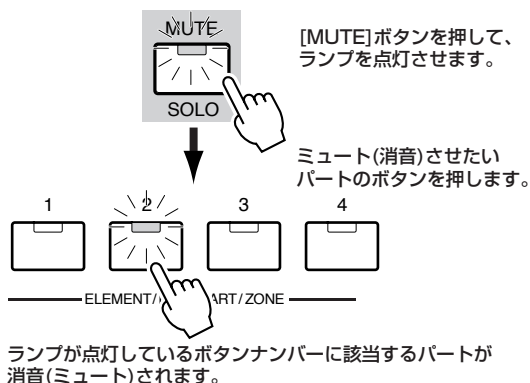 MUTE
[MUTE]ボタンを押して、
ランプを点灯させます。
SOLO
ミュート(消音)させたい
パートのボタンを押します。
1 2 3 4
ELEMENT/ ART/ZONE
ランプが点灯しているボタンナンバーに該当するパートが
消音(ミュート)されます。